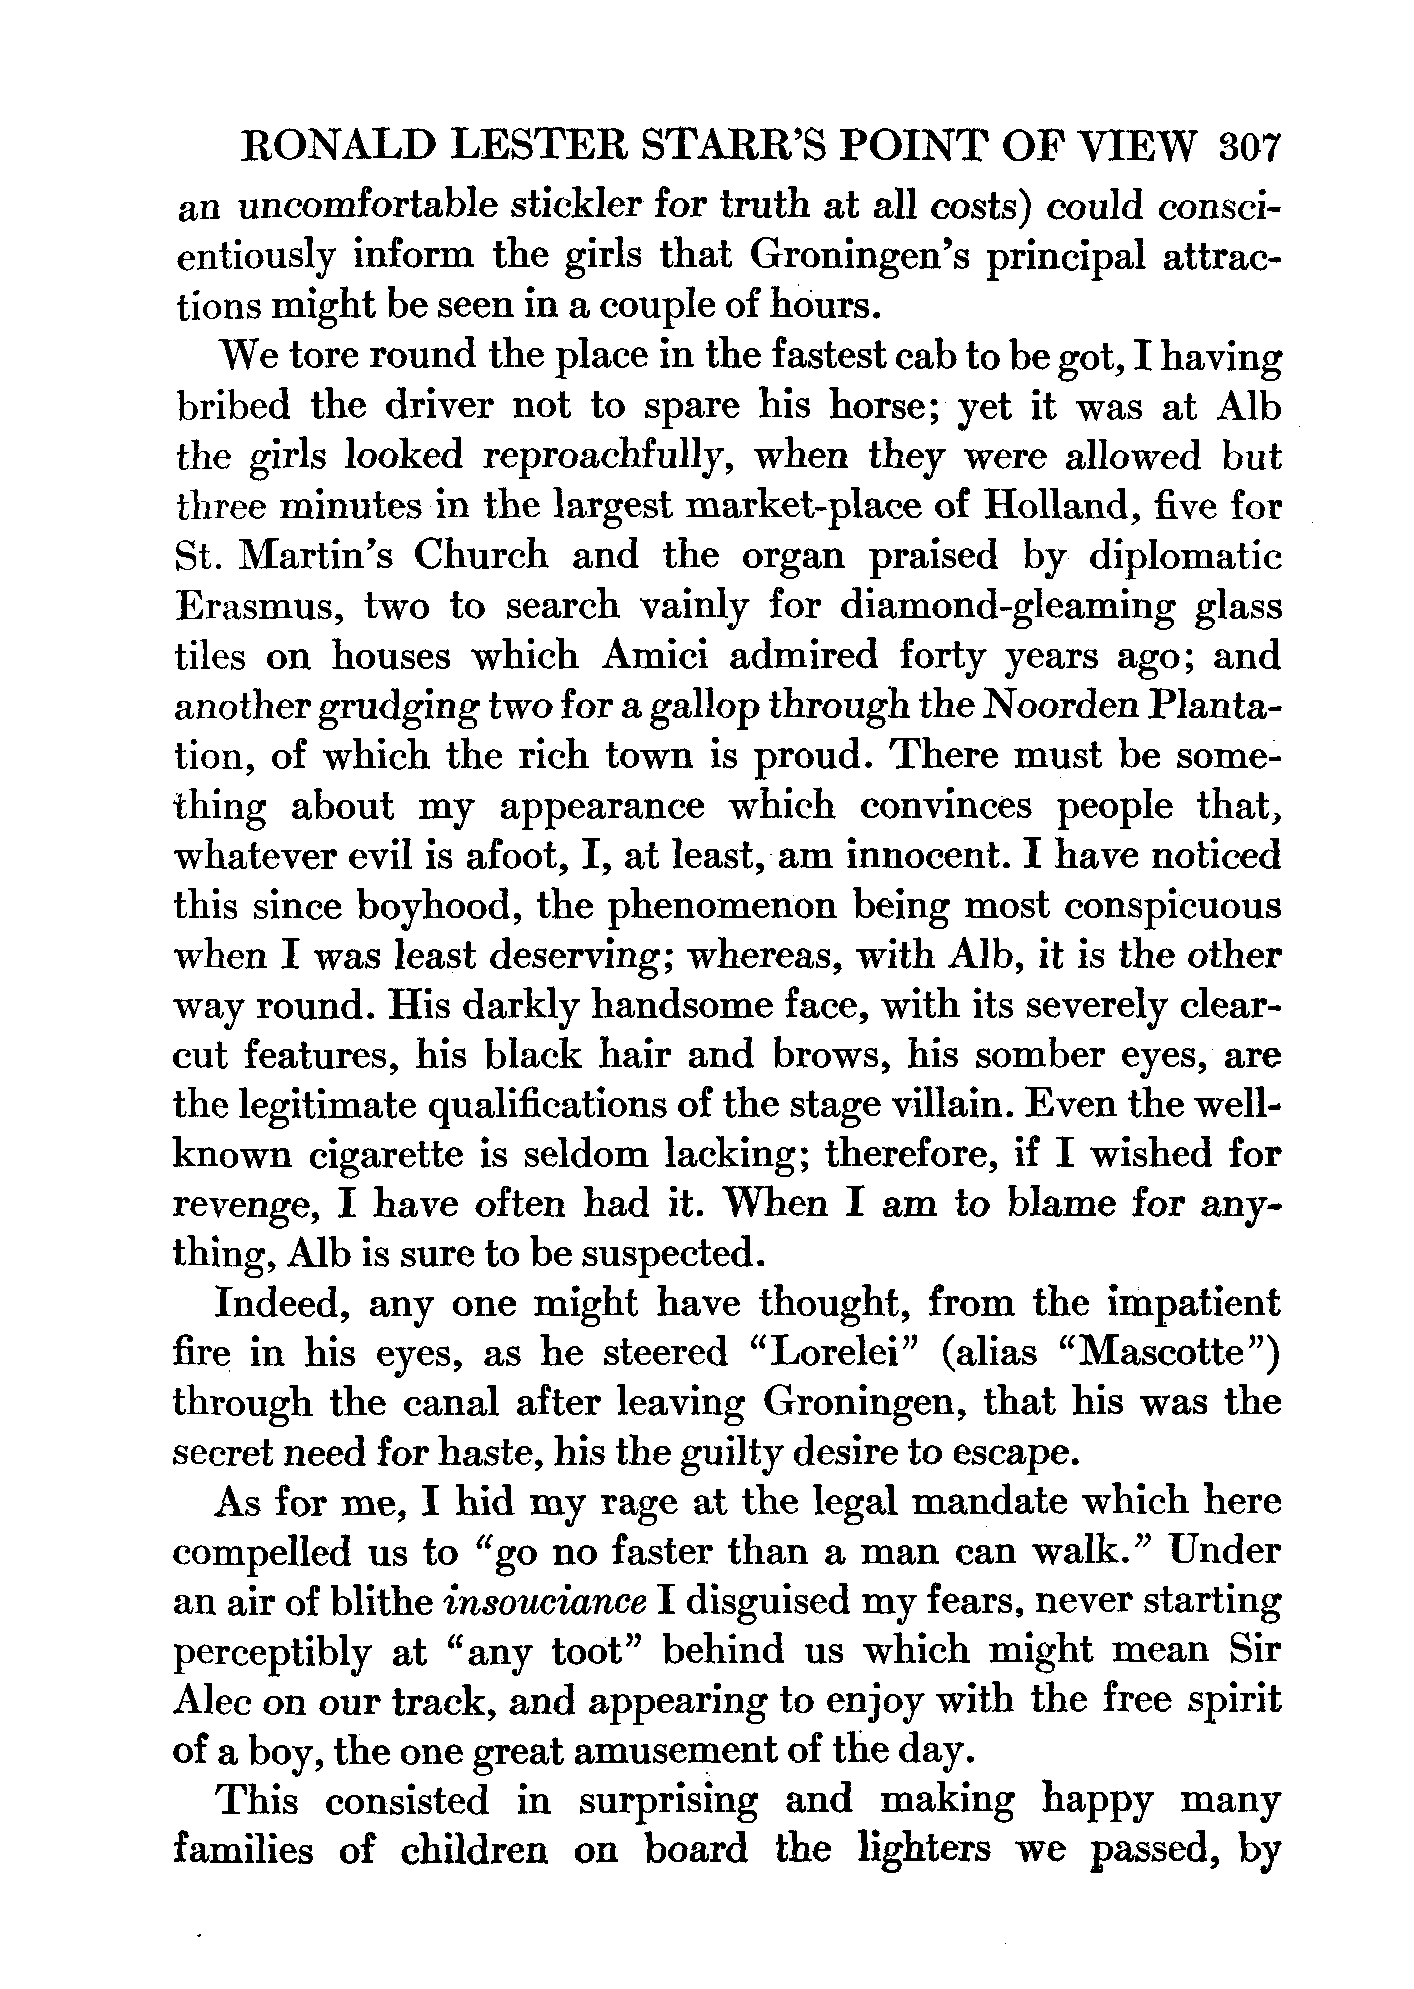 RONALD LESTER STARR'S POINT OF VIEW 307
an uncomfortable stickler for truth at all costs) could consci-
entiously inform the girls that Groningen's principal attrac-
tions might be seen in a couple of hours.
We tore round the place in the fastest cab to be got, I having
bribed the driver not to spare his horse; yet it was at Alb
the girls looked reproachfully, when they were allowed but
three minutes in the largest market-place of Holland, five for
St. Martin's Church and the organ praised by diplomatic
Erasmus, two to search vainly for diamond-gleaming glass
tiles on houses which Amici admired forty years ago; and
another grudging two for a gallop through the Noorden Planta-
tion, of which the rich town is proud. There must be some-
thing about my appearance which convinces people that,
whatever evil is afoot, I, at least, am innocent. I have noticed
this since boyhood, the phenomenon being most conspicuous
when I was least deserving; whereas, with Alb, it is the other
way round. His darkly handsome face, with its severely clear-
cut features, his black hair and brows, his somber eyes, are
the legitimate qualifications of the stage villain. Even the well-
known cigarette is seldom lacking; therefore, if I wished for
revenge, I have often had it. When I am to blame for any-
thing, Alb is sure to be suspected.
Indeed, any one might have thought, from the impatient
fire in his eyes, as he steered "Lorelei" (alias "Mascotte")
through the canal after leaving Groningen, that his was the
secret need for haste, his the guilty desire to escape.
As for me, I hid my rage at the legal mandate which here
compelled us to "go no faster than a man can walk." Under
an air of blithe insouciance I disguised my fears, never starting
perceptibly at "any toot" behind us which might mean Sir
Alec on our track, and appearing to enjoy with the free spirit
of a boy, the one great amusement of the day.
This consisted in surprising and making happy many
families of children on board the lighters we passed, by